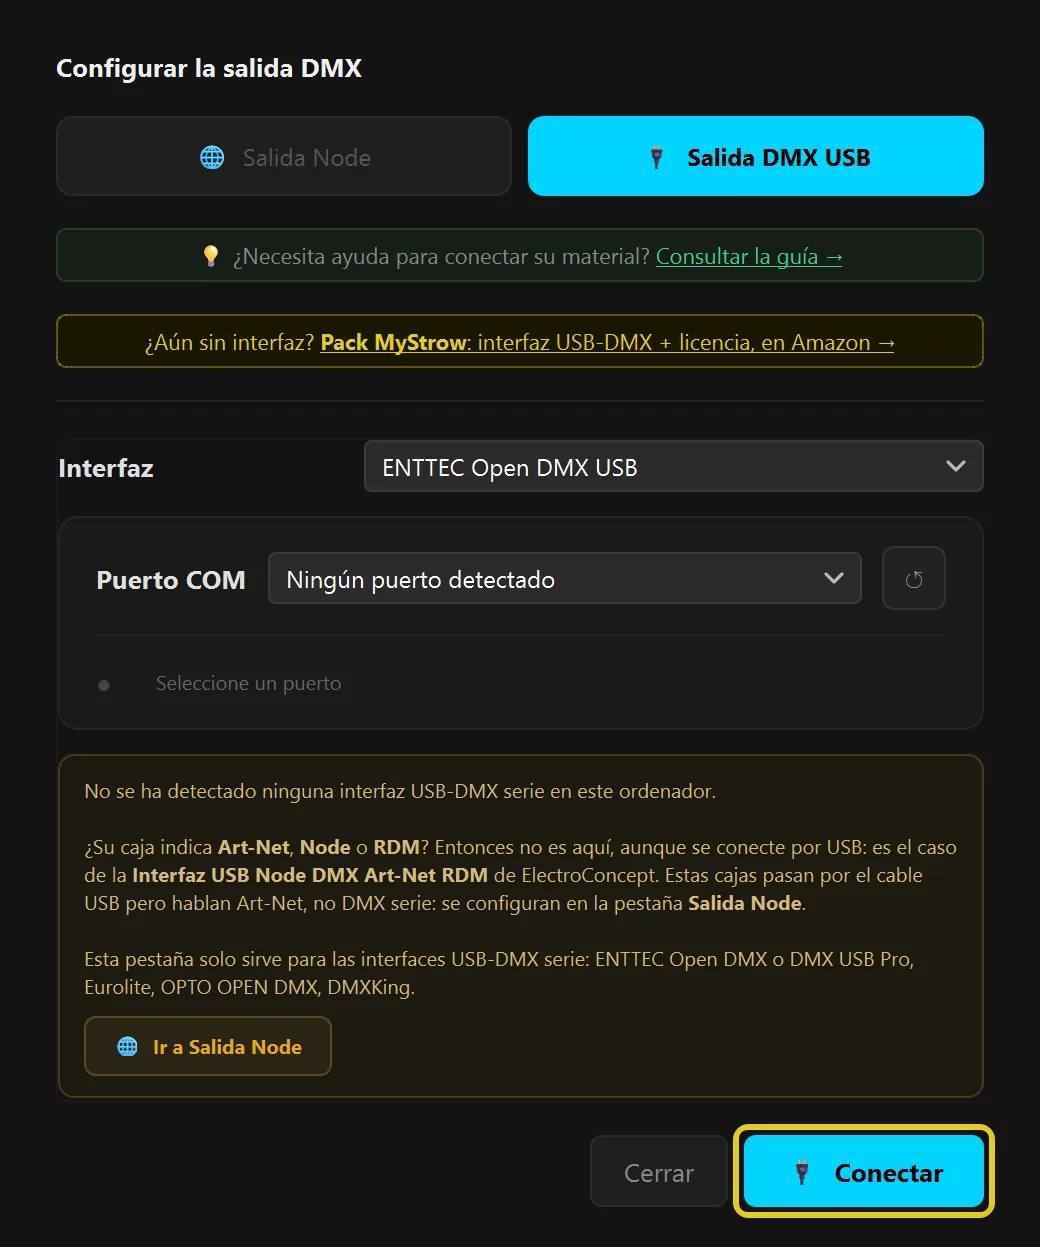 Configurar la salida DMX
Salida Node
Salida DMX USB
¿Necesita ayuda para conectar su material? Consultar la guía →
¿Aún sin interfaz? Pack MyStrow: interfaz USB-DMX + licencia, en Amazon →
Interfaz
ENTTEC Open DMX USB
Puerto COM
Ningún puerto detectado
Seleccione un puerto
No se ha detectado ninguna interfaz USB-DMX serie en este ordenador.
¿Su caja indica Art-Net, Node o RDM? Entonces no es aquí, aunque se conecte por USB: es el caso
de la Interfaz USB Node DMX Art-Net RDM de ElectroConcept. Estas cajas pasan por el cable
USB pero hablan Art-Net, no DMX serie: se configuran en la pestaña Salida Node.
Esta pestaña solo sirve para las interfaces USB-DMX serie: ENTTEC Open DMX o DMX USB Pro,
Eurolite, OPTO OPEN DMX, DMXKing.
Ir a Salida Node
Cerrar
Conectar